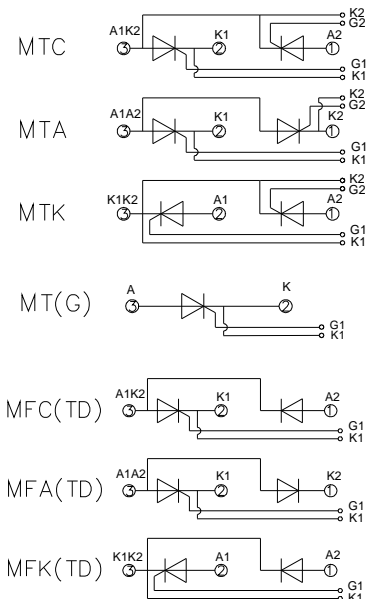 K2
G2
A1K2 K1 A2
MTC ③ ② ①
G1
K1
K2
G2
A1A2 K1 K2
MTA ③ ② ①
G1
K1
K2
G2
K1K2 A1 A2
MTK ③ ② ①
G1
K1
A K
MT(G) ③ ②
G1
K1
A1K2 K1 A2
MFC(TD) ③ ② ①
G1
K1
A1A2 K1 K2
MFA(TD) ③ ② ①
G1
K1
K1K2 A1 A2
MFK(TD) ③ ② ①
G1
K1